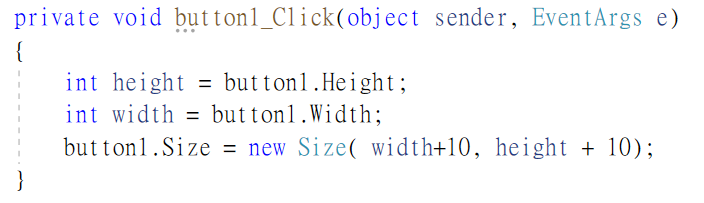 private void button1_Click(object sender, EventArgs e)
{
    int height = button1.Height;
    int width = button1.Width;
    button1.Size = new Size( width+10, height + 10);
}